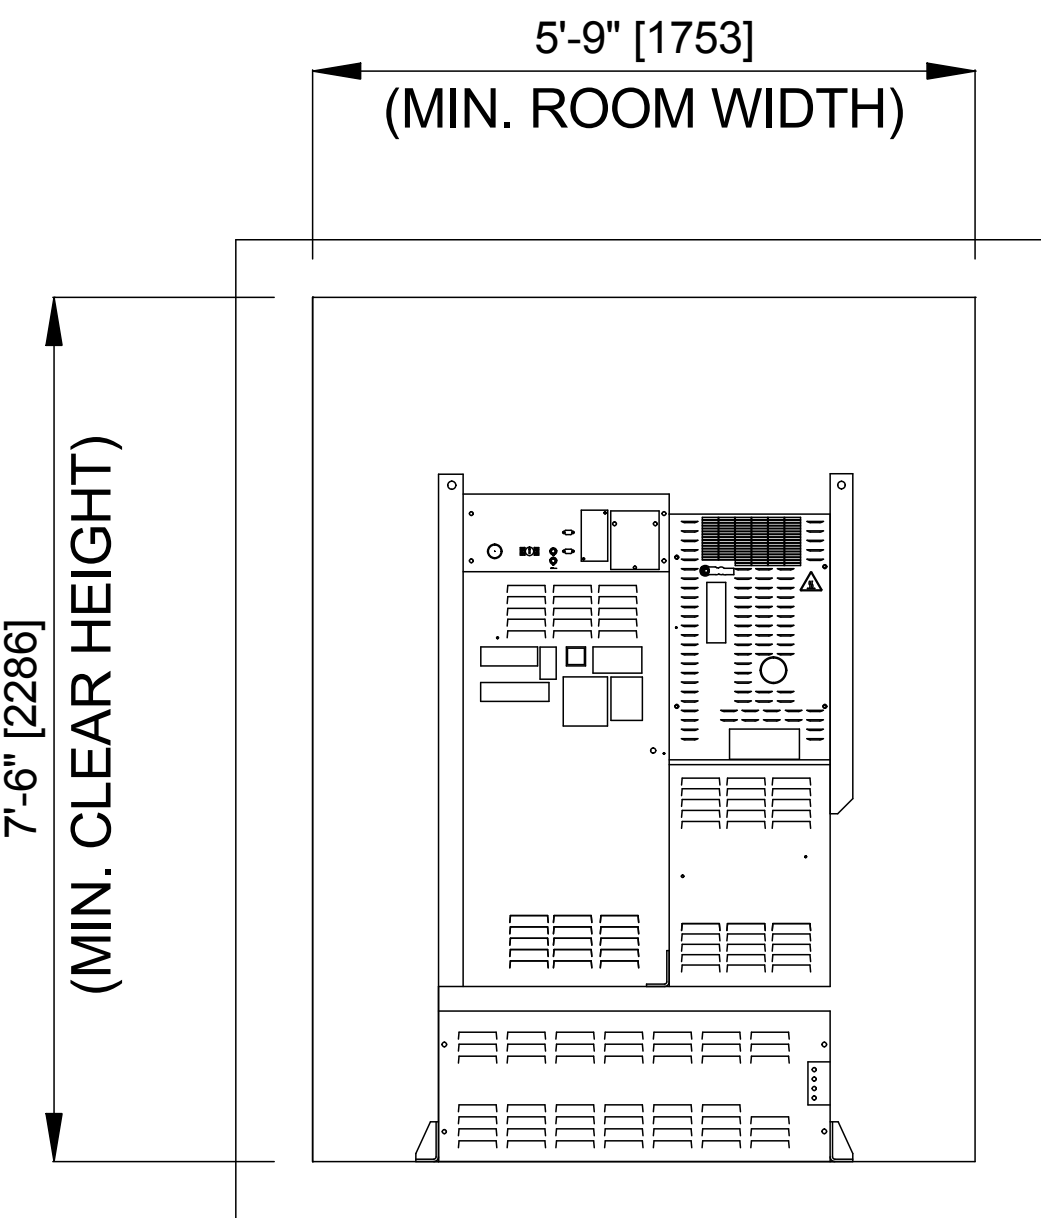 5'-9" [1753]
(MIN. ROOM WIDTH)
7'-6" [2286]
(MIN. CLEAR HEIGHT)